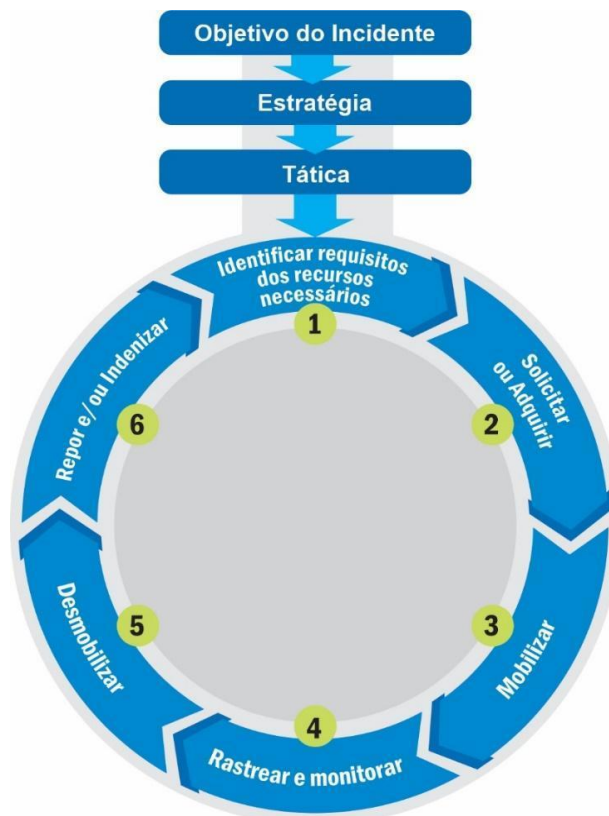 Objetivo do Incidente
Estratégia
Tática
Identificar requisitos
dos recursos
necessários
1
Solicitar
ou Adquirir
2
Mobilizar
3
Rastrear e monitorar
4
Desmobilizar
5
Repor e/ou Indenizar
6